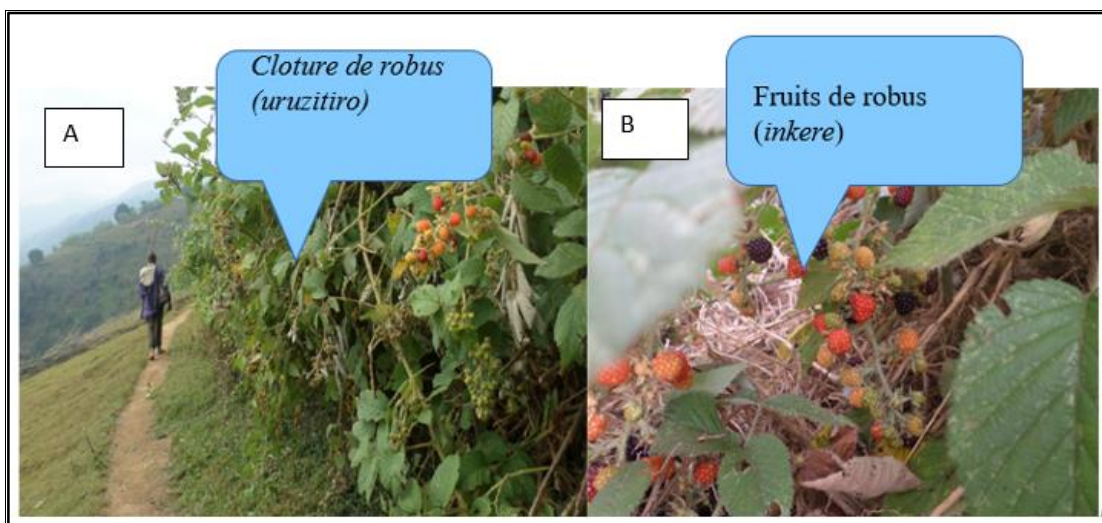 A
Cloture de robus
(uruzitiro)
B
Fruits de robus
(inkere)